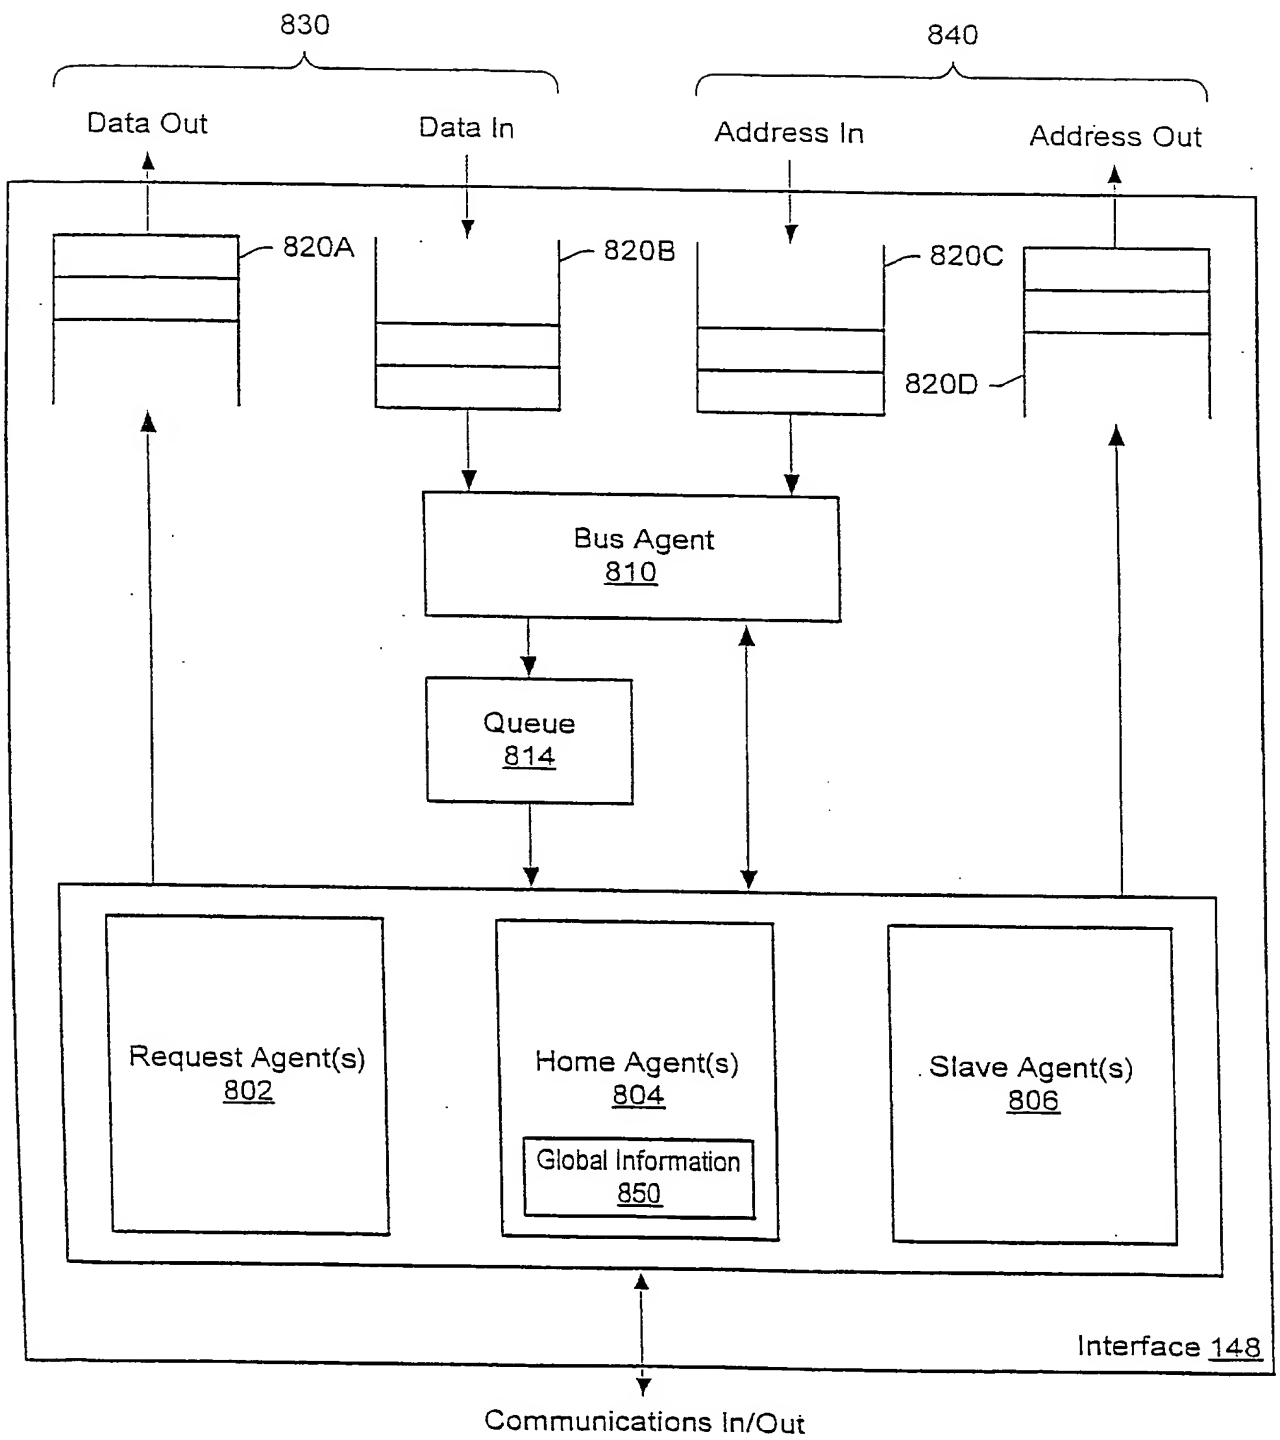 830
840
Data Out
Data In
Address In
Address Out
820A
820B
820C
820D
Bus Agent
810
Queue
814
Request Agent(s)
802
Home Agent(s)
804
Slave Agent(s)
806
Global Information
850
Interface 148
Communications In/Out